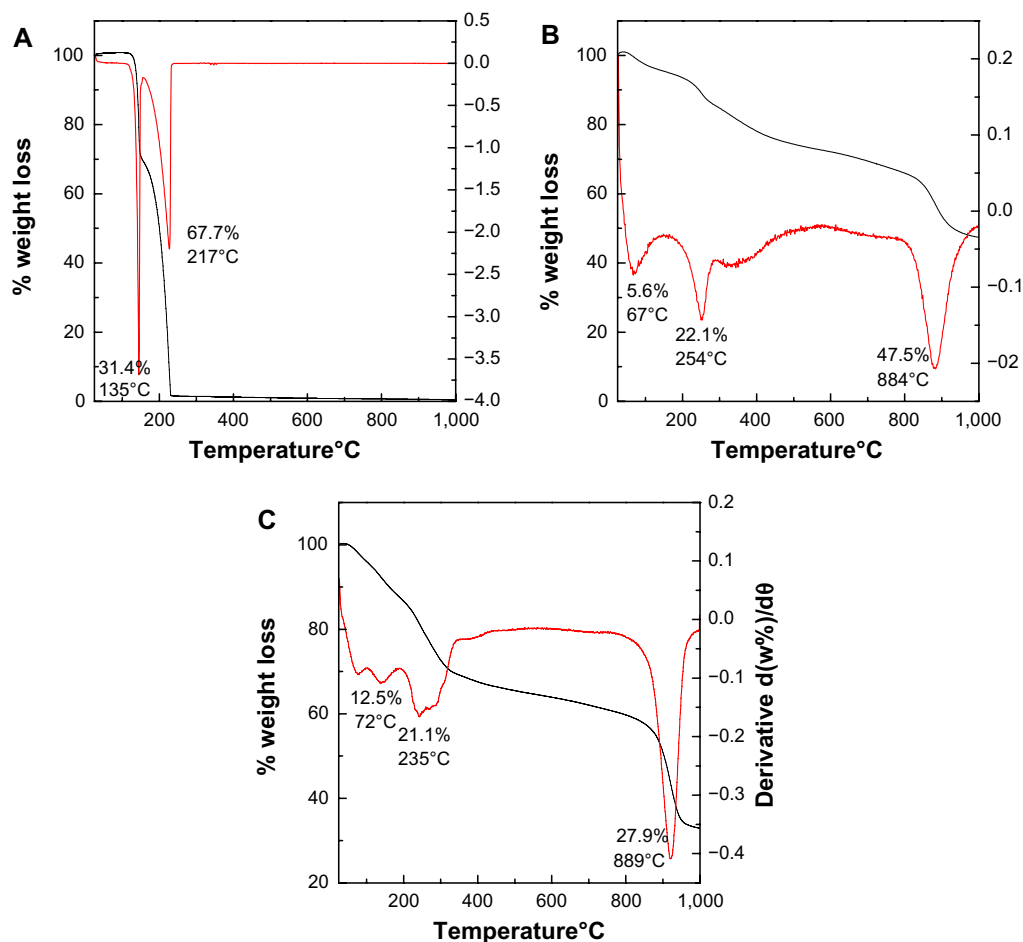 A
% weight loss
100
80
60
40
20
0
0.5
0.0
−0.5
−1.0
−1.5
−2.0
−2.5
−3.0
−3.5
−4.0
67.7%
217°C
31.4%
135°C
200 400 600 800 1,000
Temperature°C
B
% weight loss
100
80
60
40
20
0
0.2
0.1
−0.0
−0.1
−02
5.6%
67°C
22.1%
254°C
47.5%
884°C
200 400 600 800 1,000
Temperature°C
C
% weight loss
100
80
60
40
20
0.2
0.1
0.0
−0.1
−0.2
−0.3
−0.4
Derivative d(w%)/dθ
12.5%
72°C
21.1%
235°C
27.9%
889°C
200 400 600 800 1,000
Temperature°C